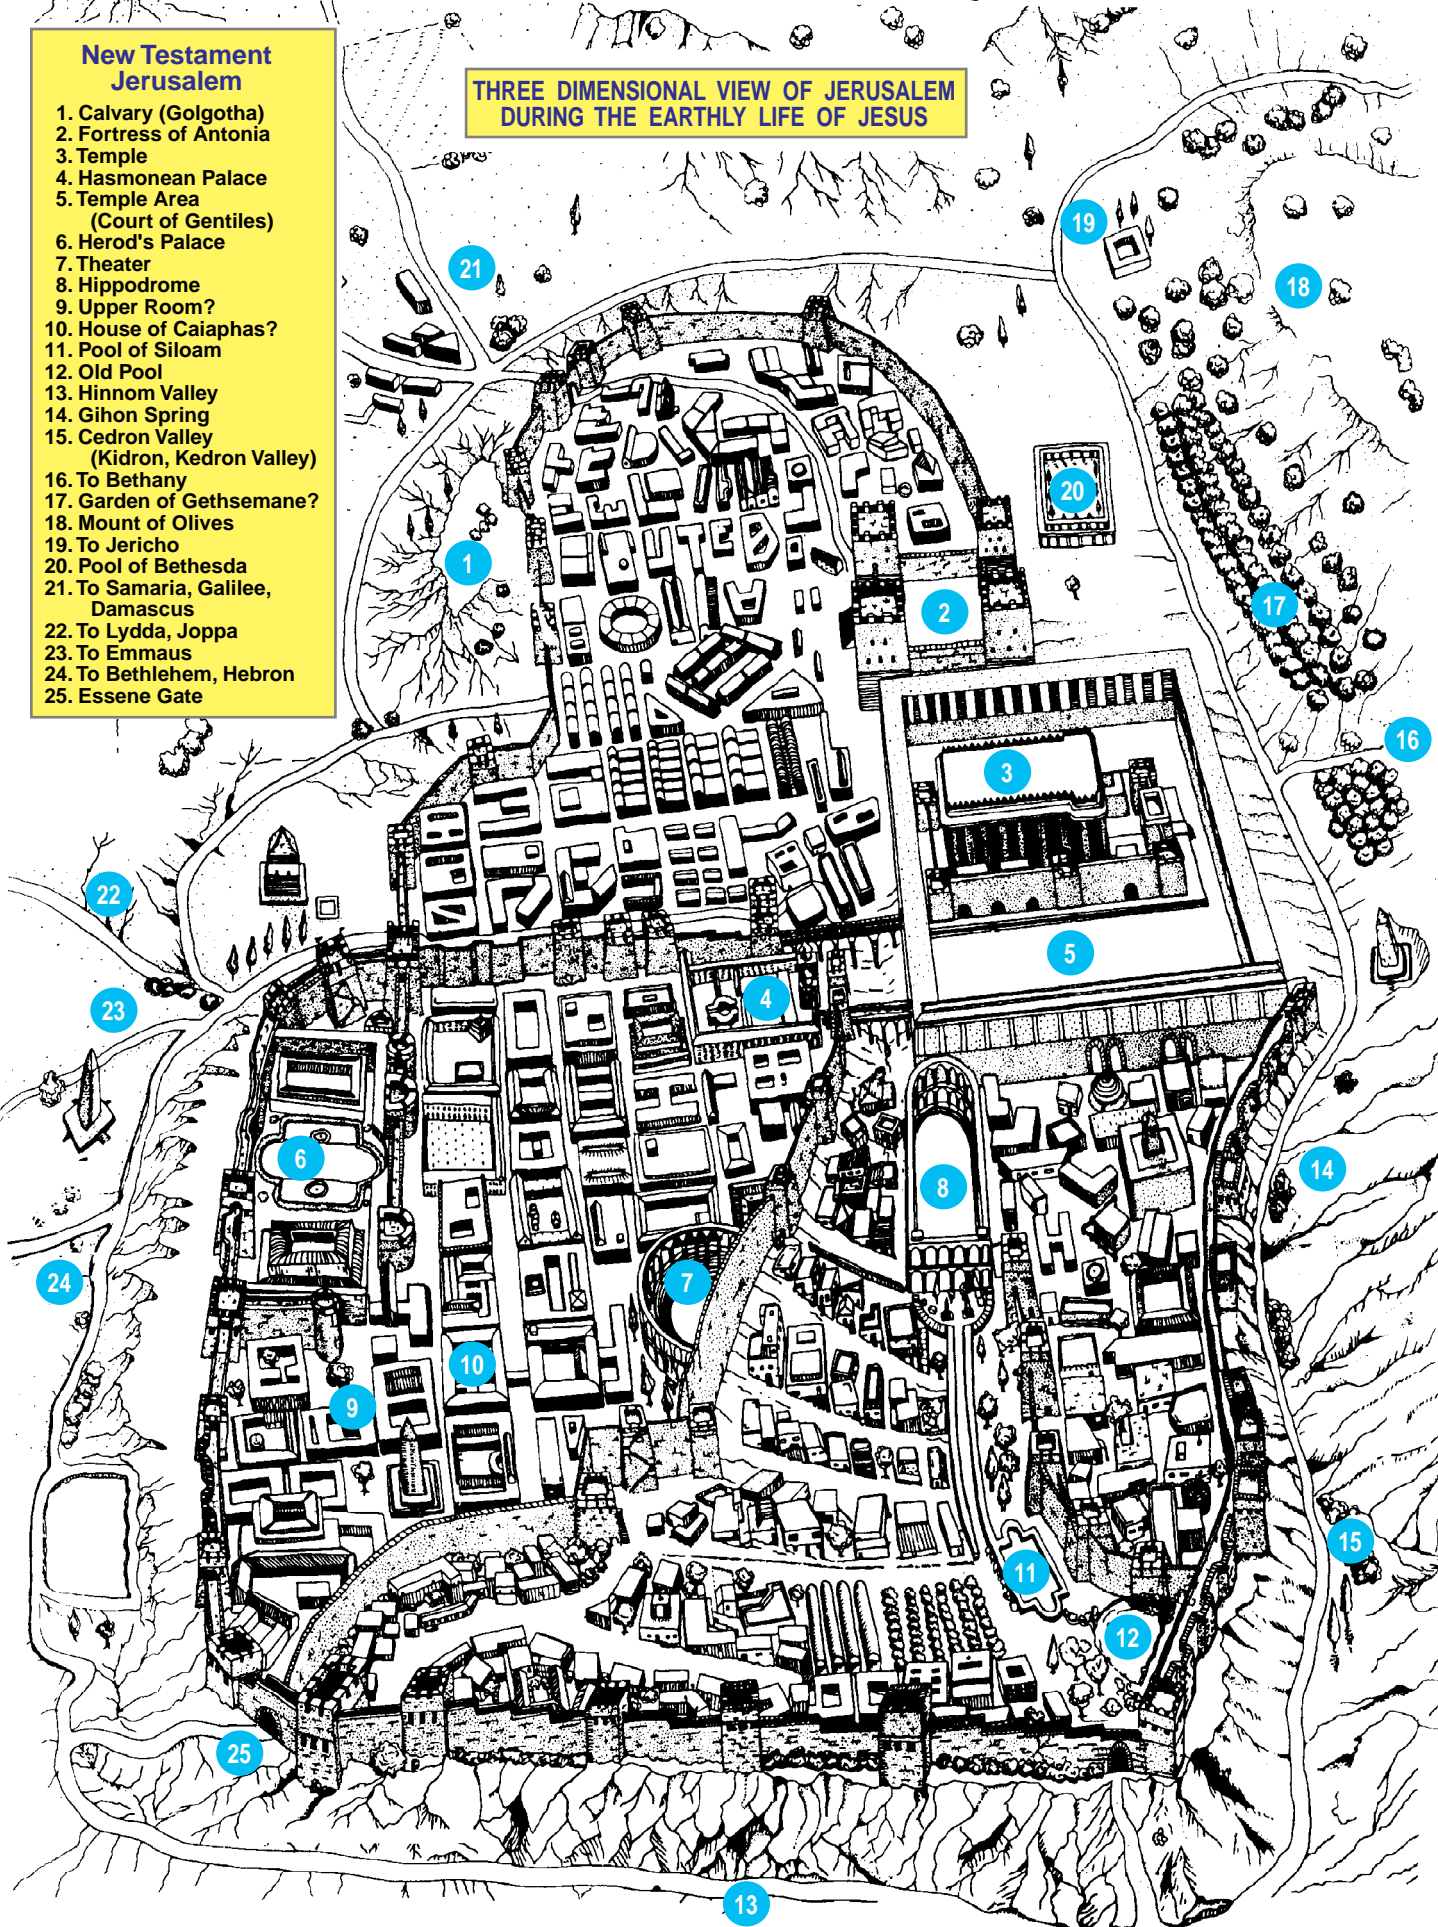 New Testament
Jerusalem
1. Calvary (Golgotha)
2. Fortress of Antonia
3. Temple
4. Hasmonean Palace
5. Temple Area
(Court of Gentiles)
6. Herod's Palace
7. Theater
8. Hippodrome
9. Upper Room?
10. House of Caiaphas?
11. Pool of Siloam
12. Old Pool
13. Hinnom Valley
14. Gihon Spring
15. Cedron Valley
(Kidron, Kedron Valley)
16. To Bethany
17. Garden of Gethsemane?
18. Mount of Olives
19. To Jericho
20. Pool of Bethesda
21. To Samaria, Galilee,
Damascus
22. To Lydda, Joppa
23. To Emmaus
24. To Bethlehem, Hebron
25. Essene Gate
THREE DIMENSIONAL VIEW OF JERUSALEM
DURING THE EARTHLY LIFE OF JESUS
19
21
18
20
1
2
17
16
3
22
5
4
23
6
14
8
24
7
10
9
15
11
12
25
13